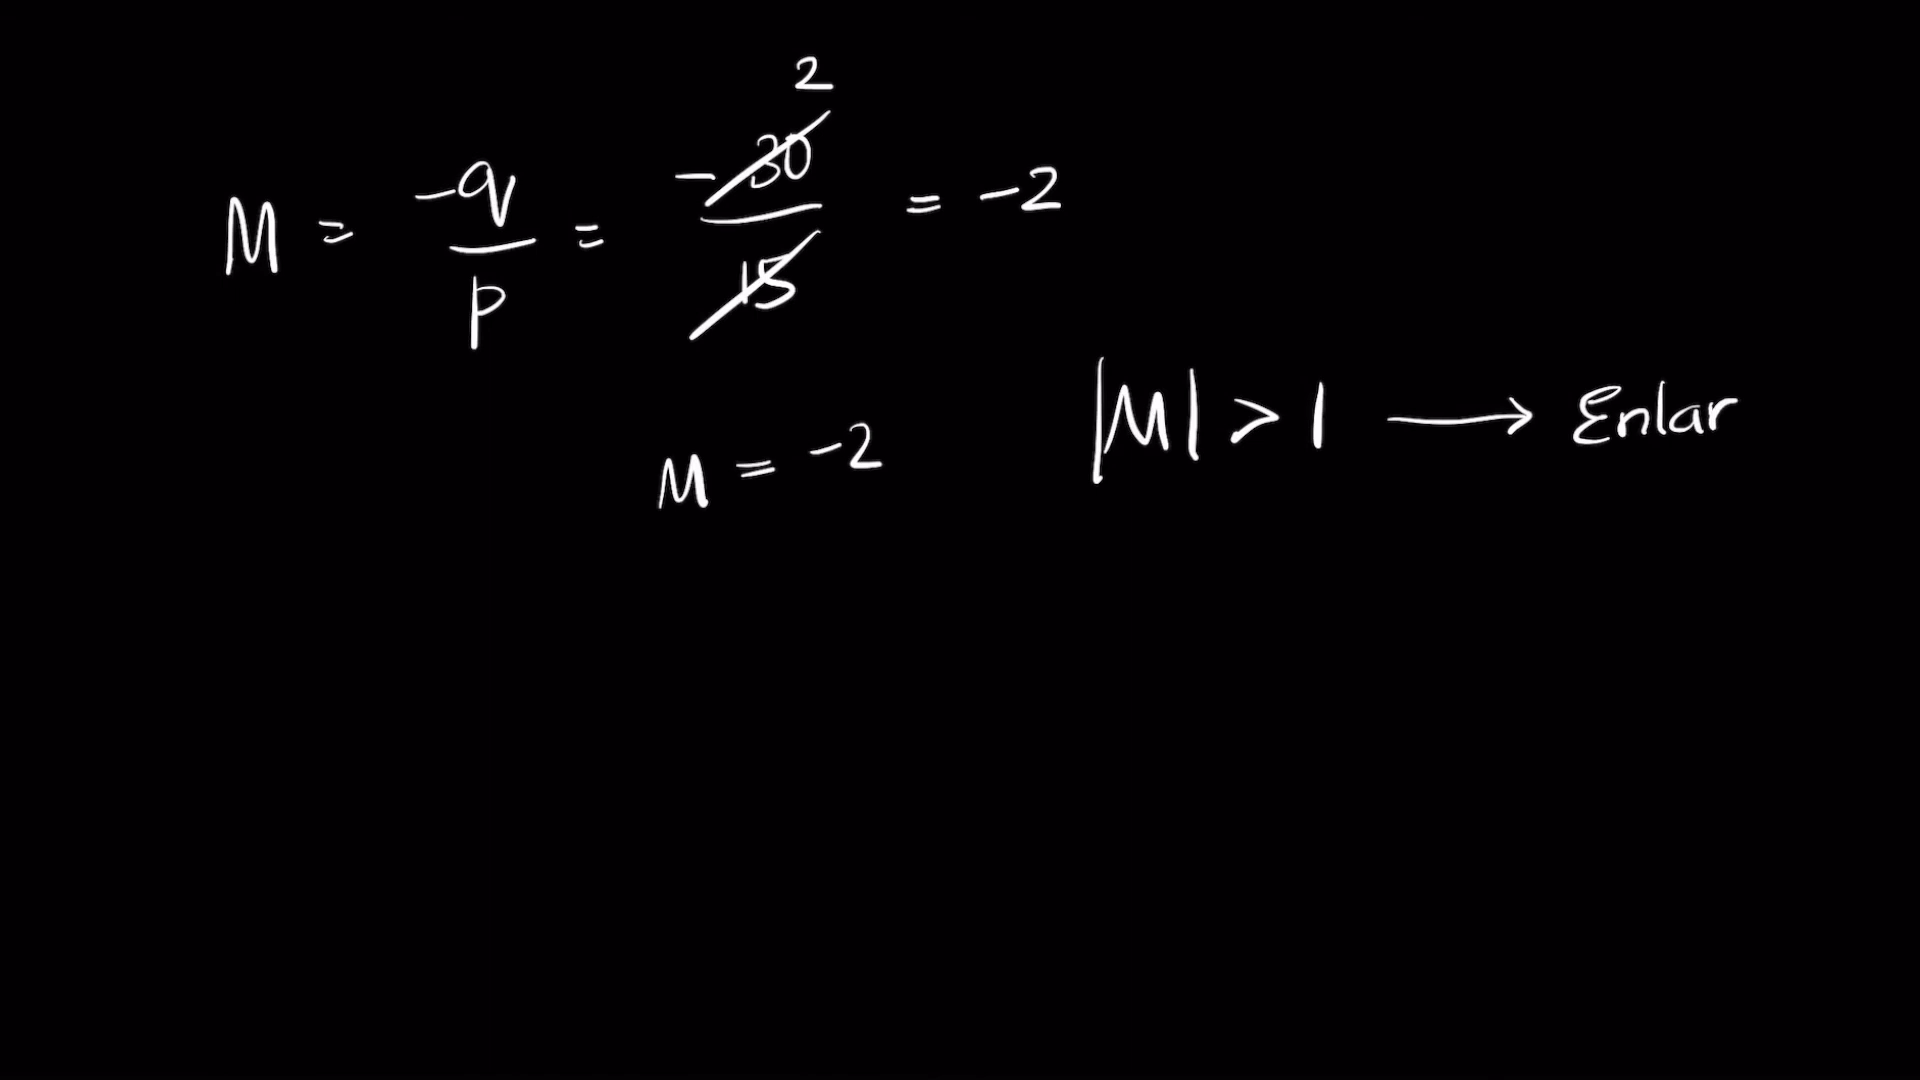 M = -q/p = -30/15 = -2
2
M = -2
|M| > 1 → Enlar